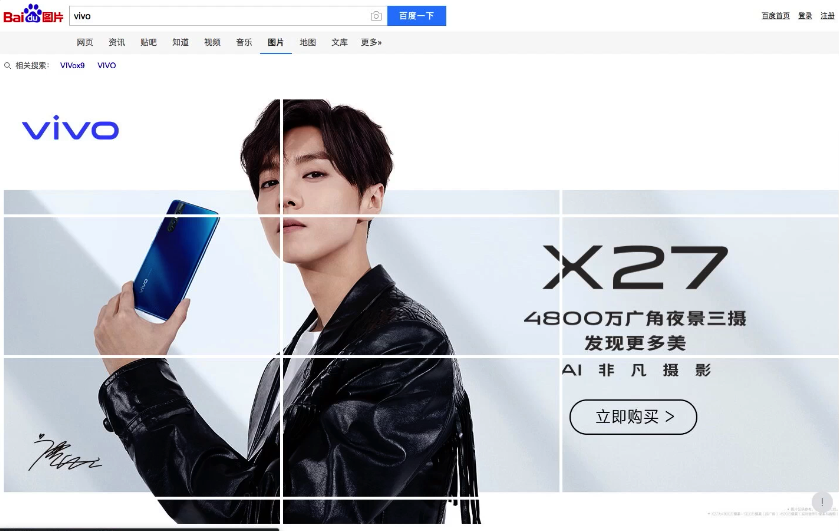 Bai du 图片
vivo
百度一下
百度首页 登录 注册
网页 资讯 贴吧 知道 视频 音乐 图片 地图 文库 更多»
相关搜索: VIVOx9 VIVO
vivo
vivo
X27
4800万广角夜景三摄
发现更多美
AI 非凡摄影
立即购买 >